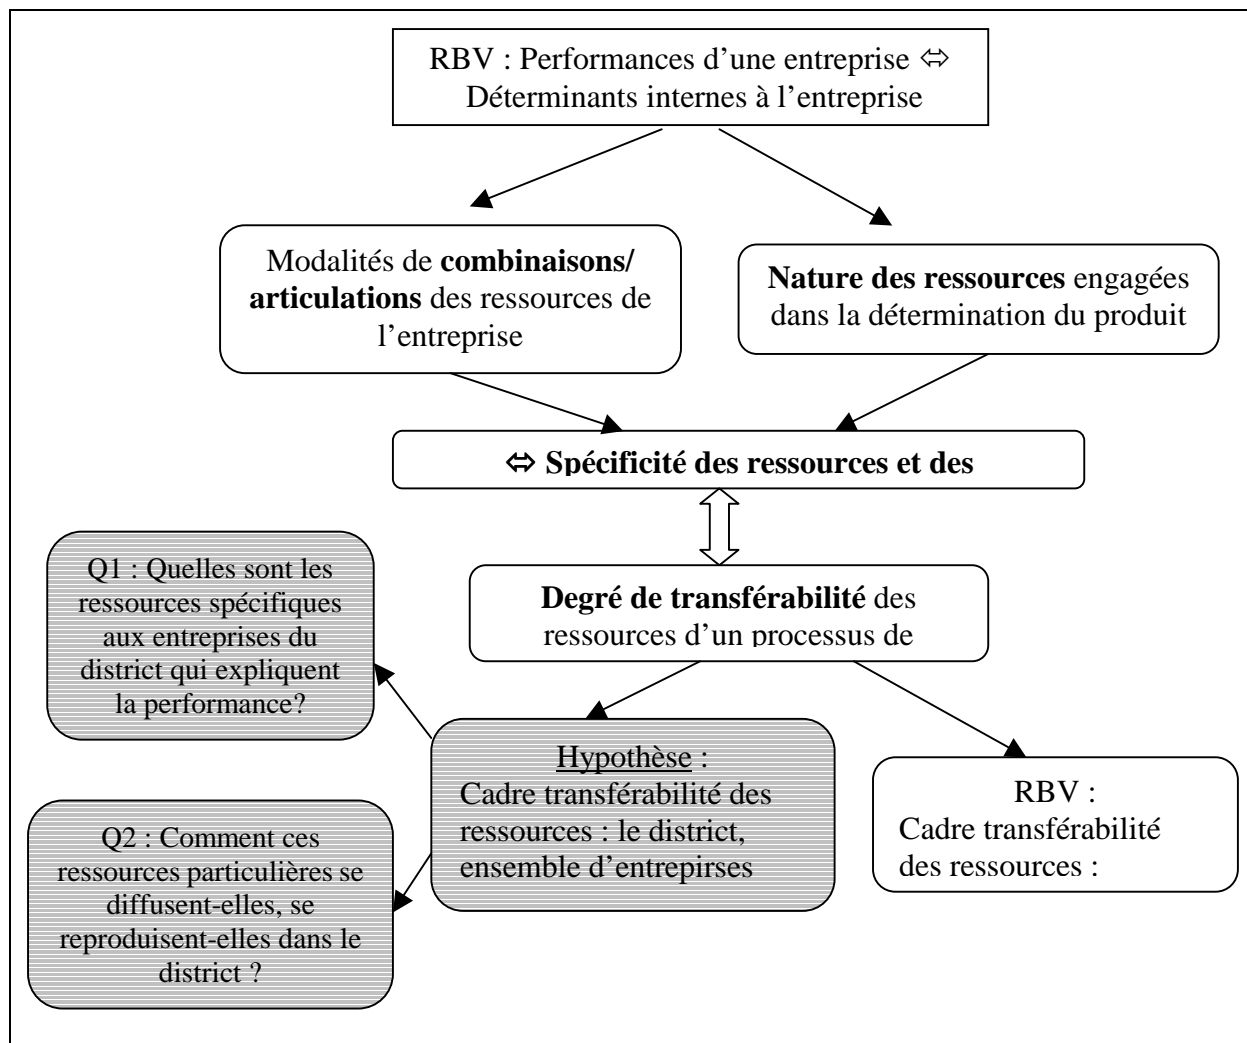 RBV : Performances d’une entreprise ⇔
Déterminants internes à l’entreprise
Modalités de combinaisons/
articulations des ressources de
l’entreprise
Nature des ressources engagées
dans la détermination du produit
⇔ Spécificité des ressources et des
Degré de transférabilité des
ressources d’un processus de
Q1 : Quelles sont les
ressources spécifiques
aux entreprises du
district qui expliquent
la performance?
Hypothèse :
Cadre transférabilité des
ressources : le district,
ensemble d’entrepirses
RBV :
Cadre transférabilité
des ressources :
Q2 : Comment ces
ressources particulières se
diffusent-elles, se
reproduisent-elles dans le
district ?